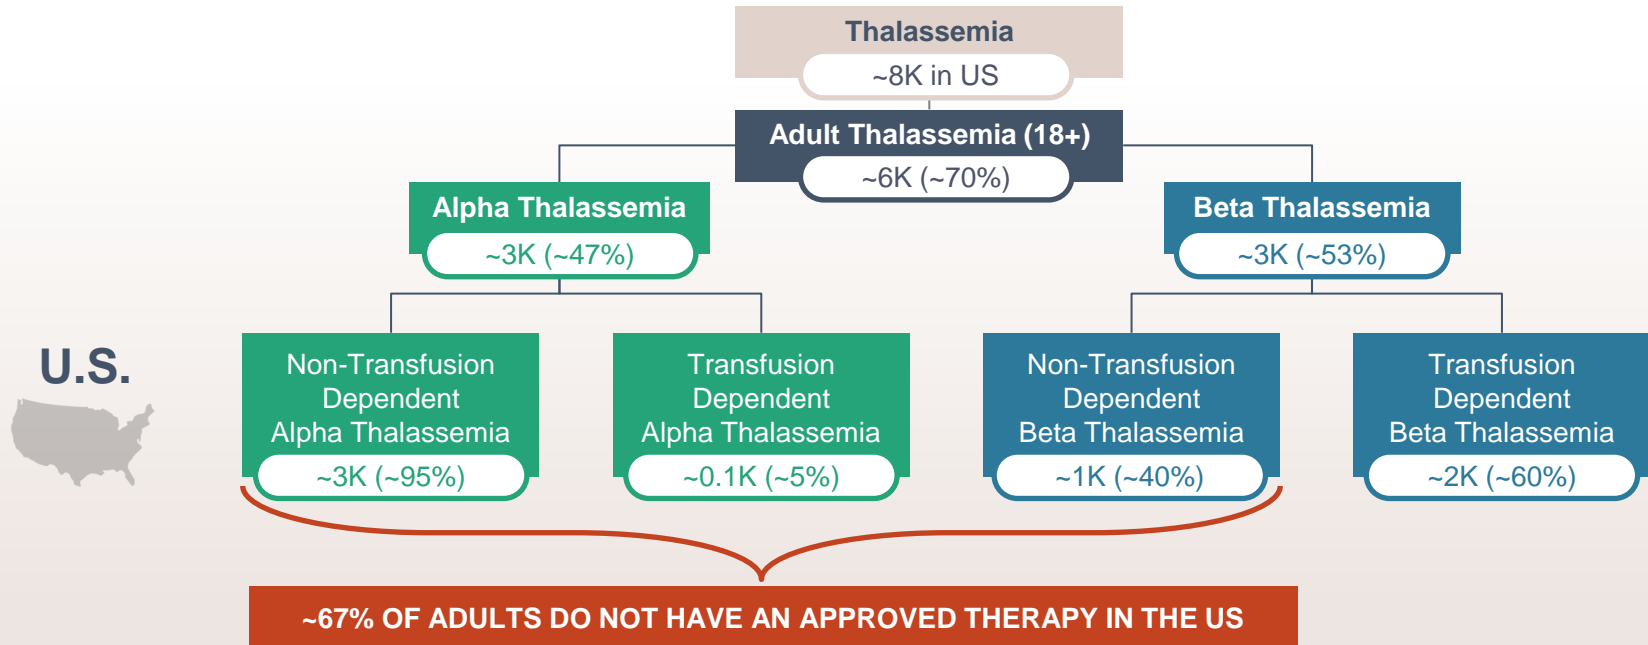 Thalassemia
~8K in US
Adult Thalassemia (18+)
~6K (~70%)
Alpha Thalassemia
~3K (~47%)
Beta Thalassemia
~3K (~53%)
U.S.
Non-Transfusion
Dependent
Alpha Thalassemia
~3K (~95%)
Transfusion
Dependent
Alpha Thalassemia
~0.1K (~5%)
Non-Transfusion
Dependent
Beta Thalassemia
~1K (~40%)
Transfusion
Dependent
Beta Thalassemia
~2K (~60%)
~67% OF ADULTS DO NOT HAVE AN APPROVED THERAPY IN THE US